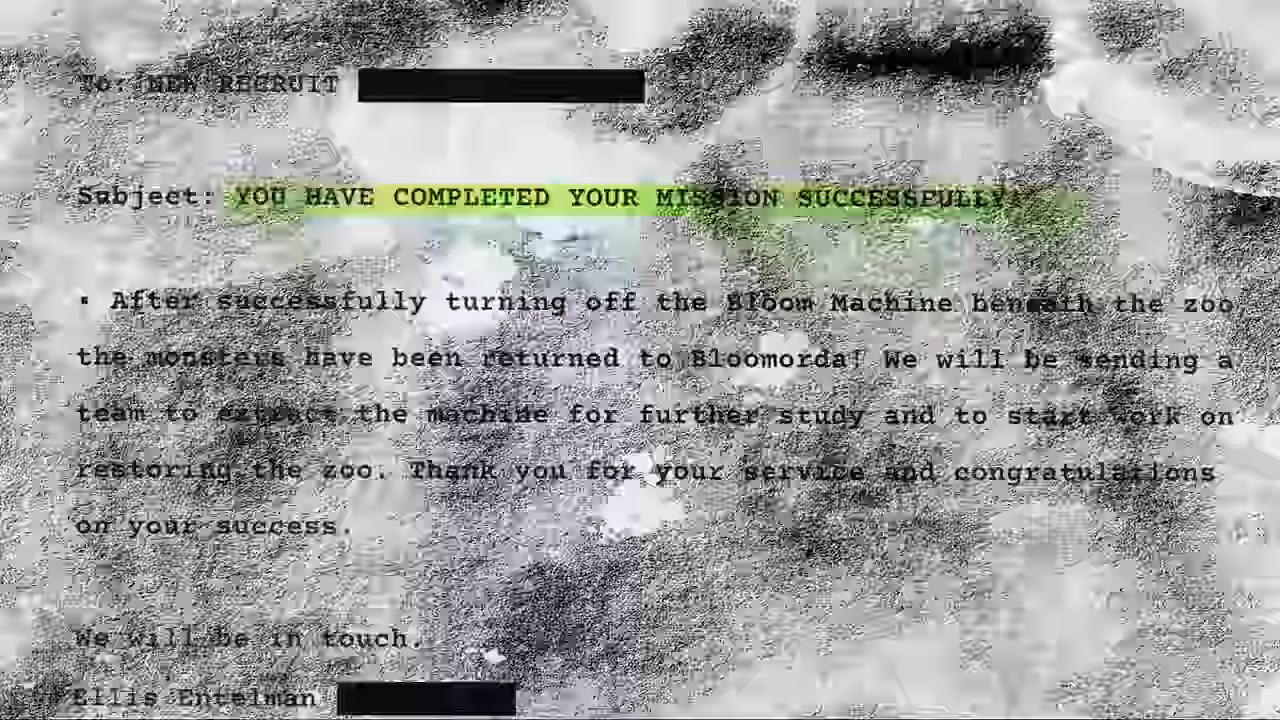 To: NEW RECRUIT
Subject: YOU HAVE COMPLETED YOUR MISSION SUCCESSFULLY!
· After successfully turning off the Bloom Machine beneath the zoo
the monsters have been returned to Bloomorda! We will be sending a
team to extract the machine for further study and to start work on
restoring the zoo. Thank you for your service and congratulations
on your success.
We will be in touch.
Ellis Entelman